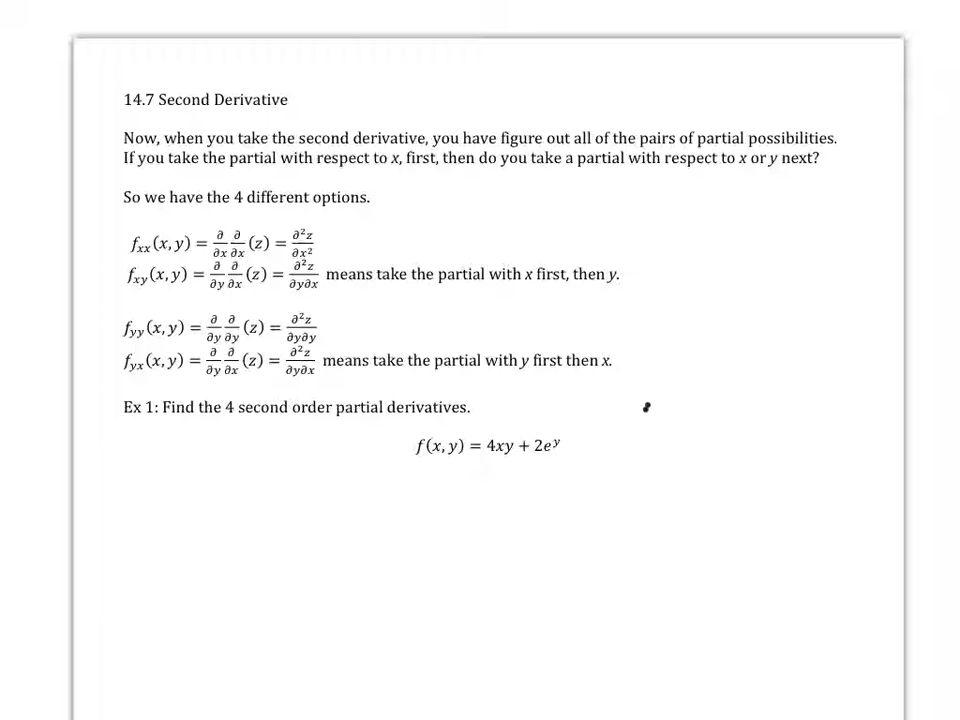 14.7 Second Derivative
Now, when you take the second derivative, you have figure out all of the pairs of partial possibilities.
If you take the partial with respect to x, first, then do you take a partial with respect to x or y next?
So we have the 4 different options.
f_xx(x, y) = ∂/∂x ∂/∂x (z) = ∂²z/∂x²
f_xy(x, y) = ∂/∂y ∂/∂x (z) = ∂²z/∂y∂x means take the partial with x first, then y.
f_yy(x, y) = ∂/∂y ∂/∂y (z) = ∂²z/∂y∂y
f_yx(x, y) = ∂/∂y ∂/∂x (z) = ∂²z/∂y∂x means take the partial with y first then x.
Ex 1: Find the 4 second order partial derivatives.
f(x, y) = 4xy + 2e^y